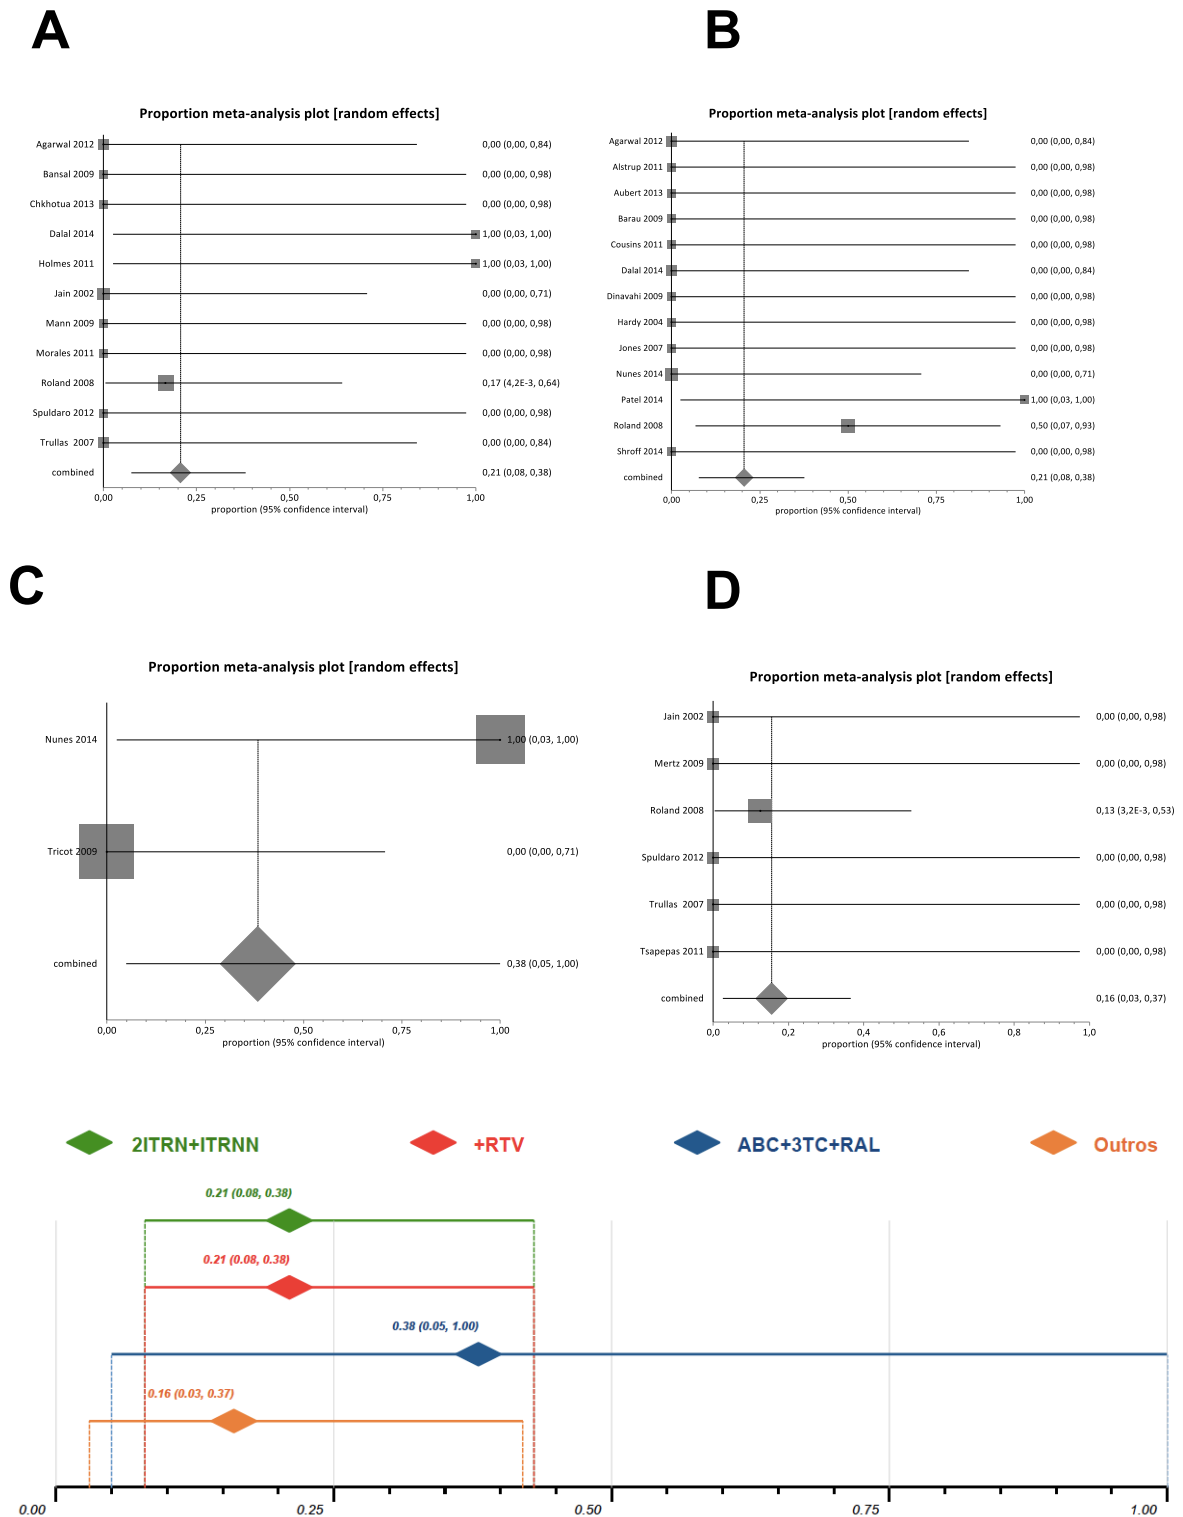 A
B
Proportion meta-analysis plot [random effects]
Agarwal 2012 0,00 (0,00, 0,84)
Bansal 2009 0,00 (0,00, 0,98)
Chkhotua 2013 0,00 (0,00, 0,98)
Dalal 2014 1,00 (0,03, 1,00)
Holmes 2011 1,00 (0,03, 1,00)
Jain 2002 0,00 (0,00, 0,71)
Mann 2009 0,00 (0,00, 0,98)
Morales 2011 0,00 (0,00, 0,98)
Roland 2008 0,17 (4,2E-3, 0,64)
Spuldaro 2012 0,00 (0,00, 0,98)
Trullas 2007 0,00 (0,00, 0,84)
combined 0,21 (0,08, 0,38)
0,00 0,25 0,50 0,75 1,00
proportion (95% confidence interval)
Proportion meta-analysis plot [random effects]
Agarwal 2012 0,00 (0,00, 0,84)
Alstrup 2011 0,00 (0,00, 0,98)
Aubert 2013 0,00 (0,00, 0,98)
Barau 2009 0,00 (0,00, 0,98)
Cousins 2011 0,00 (0,00, 0,98)
Dalal 2014 0,00 (0,00, 0,84)
Dinavahi 2009 0,00 (0,00, 0,98)
Hardy 2004 0,00 (0,00, 0,98)
Jones 2007 0,00 (0,00, 0,98)
Nunes 2014 0,00 (0,00, 0,71)
Patel 2014 1,00 (0,03, 1,00)
Roland 2008 0,50 (0,07, 0,93)
Shroff 2014 0,00 (0,00, 0,98)
combined 0,21 (0,08, 0,38)
0,00 0,25 0,50 0,75 1,00
proportion (95% confidence interval)
C
D
Proportion meta-analysis plot [random effects]
Nunes 2014 1,00 (0,03, 1,00)
Tricot 2009 0,00 (0,00, 0,71)
combined 0,38 (0,05, 1,00)
0,00 0,25 0,50 0,75 1,00
proportion (95% confidence interval)
Proportion meta-analysis plot [random effects]
Jain 2002 0,00 (0,00, 0,98)
Mertz 2009 0,00 (0,00, 0,98)
Roland 2008 0,13 (3,2E-3, 0,53)
Spuldaro 2012 0,00 (0,00, 0,98)
Trullas 2007 0,00 (0,00, 0,98)
Tsapepas 2011 0,00 (0,00, 0,98)
combined 0,16 (0,03, 0,37)
0,0 0,2 0,4 0,6 0,8 1,0
proportion (95% confidence interval)
2ITRN+ITRNN +RTV ABC+3TC+RAL Outros
0.21 (0.08, 0.38)
0.21 (0.08, 0.38)
0.38 (0.05, 1.00)
0.16 (0.03, 0.37)
0.00 0.25 0.50 0.75 1.00